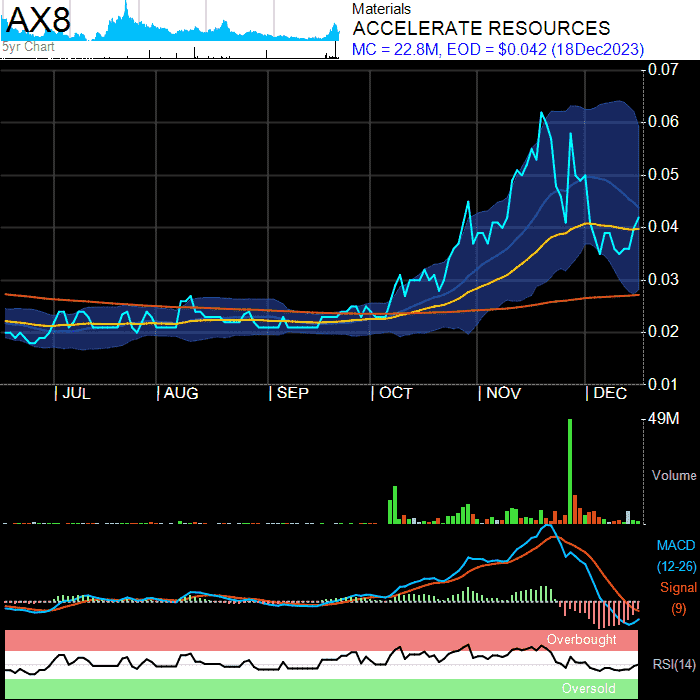 AX8
5yr Chart
Materials
ACCELERATE RESOURCES
MC = 22.8M, EOD = $0.042 (18Dec2023)
0.07
0.06
0.05
0.04
0.03
0.02
0.01
JUL AUG SEP OCT NOV DEC
49M
Volume
MACD
(12-26)
Signal
(9)
Overbought
RSI(14)
Oversold